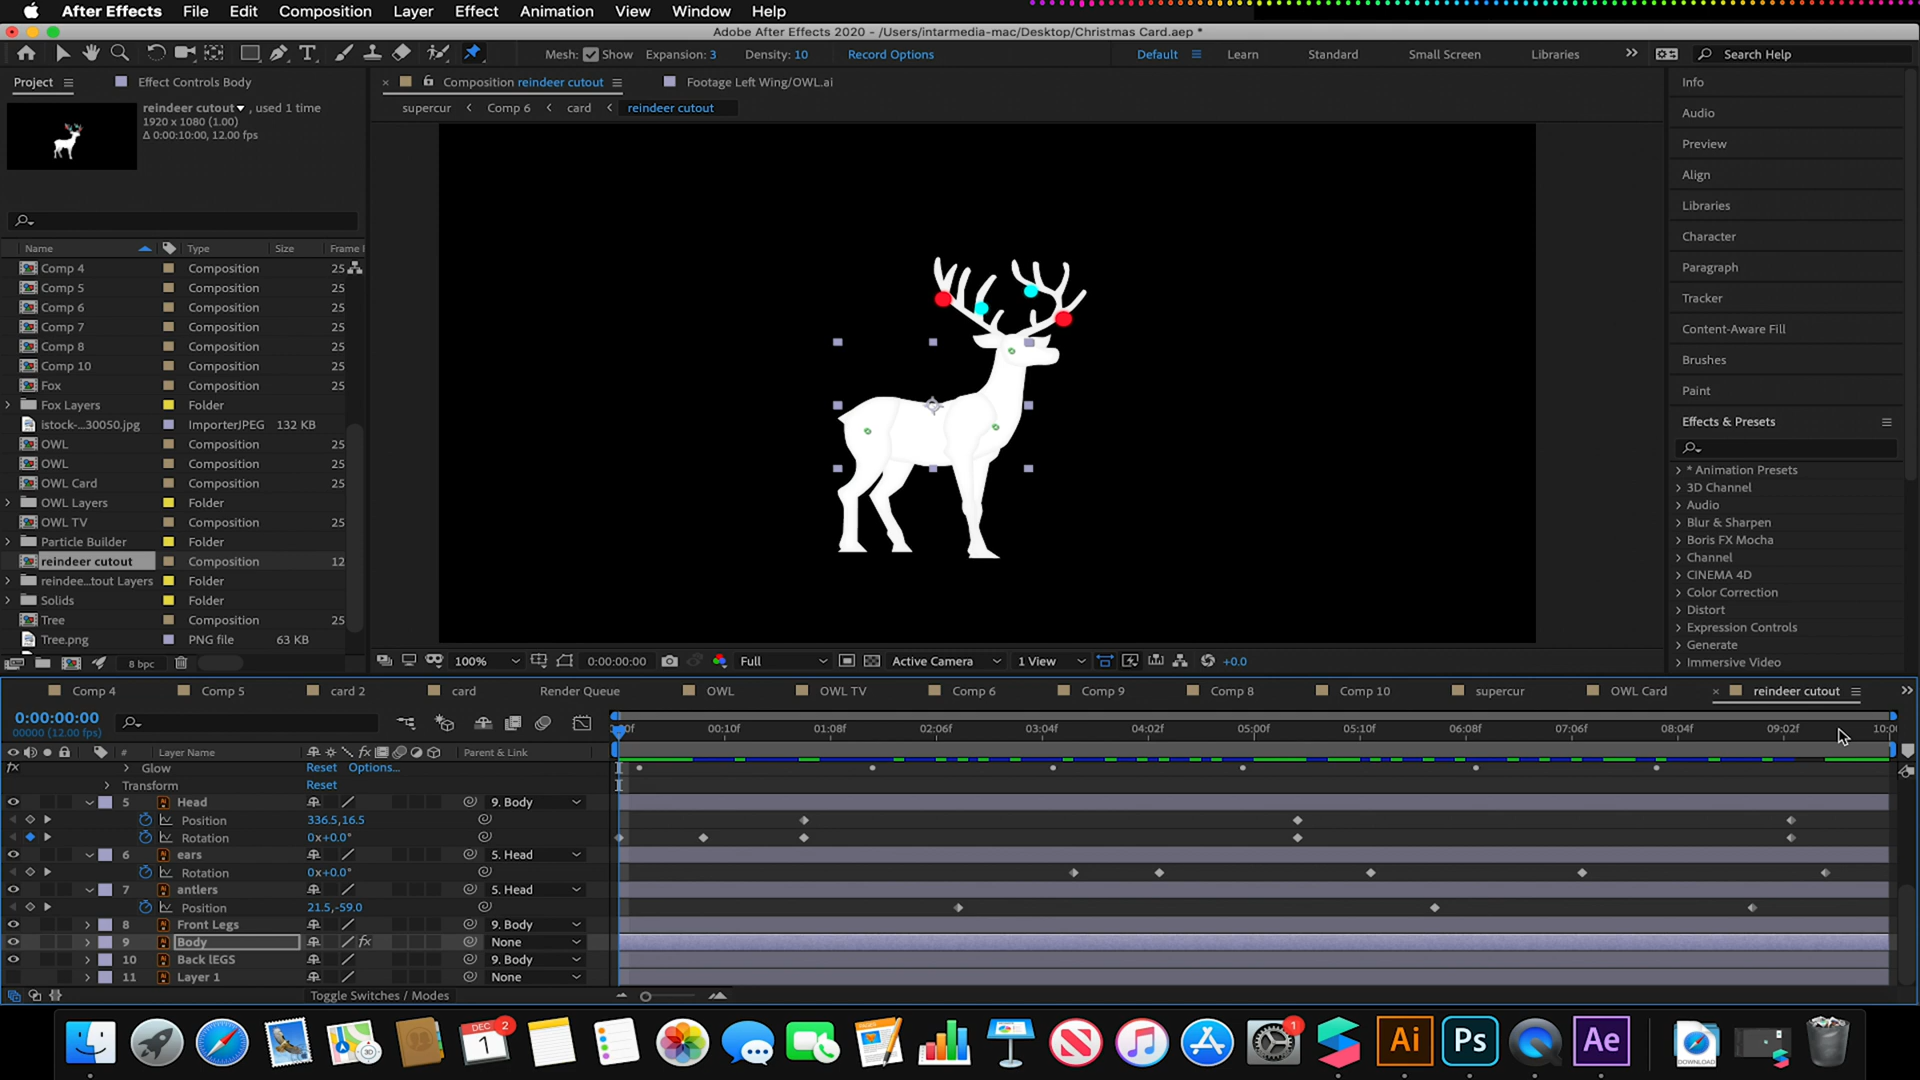 After Effects File Edit Composition Layer Effect Animation View Window Help
Adobe After Effects 2020 - /Users/intarmedia-mac/Desktop/Christmas Card.aep *
Mesh: Show Expansion: 3 Density: 10 Record Options Default Learn Standard Small Screen Libraries Search Help
Project Effect Controls Body Composition reindeer cutout Footage Left Wing/OWL.ai
reindeer cutout , used 1 time
1920 x 1080 (1.00)
Δ 0:00:10:00, 12.00 fps
supercur Comp 6 card reindeer cutout
Name Type Size Frame
Comp 4 Composition 25
Comp 5 Composition 25
Comp 6 Composition 25
Comp 7 Composition 25
Comp 8 Composition 25
Comp 10 Composition 25
Fox Composition 25
Fox Layers Folder
istock-...30050.jpg ImporterJPEG 132 KB
OWL Composition 25
OWL Composition 25
OWL Card Composition 25
OWL Layers Folder
OWL TV Composition 25
Particle Builder Folder
reindeer cutout Composition 12
reindee...tout Layers Folder
Solids Folder
Tree Composition 25
Tree.png PNG file 63 KB
8 bpc
100% 0:00:00:00 Full Active Camera 1 View +0.0
Info
Audio
Preview
Align
Libraries
Character
Paragraph
Tracker
Content-Aware Fill
Brushes
Paint
Effects & Presets
* Animation Presets
3D Channel
Audio
Blur & Sharpen
Boris FX Mocha
Channel
CINEMA 4D
Color Correction
Distort
Expression Controls
Generate
Immersive Video
Comp 4 Comp 5 card 2 card Render Queue OWL OWL TV Comp 6 Comp 9 Comp 8 Comp 10 supercur OWL Card reindeer cutout
0:00:00:00
00000 (12.00 fps)
00:10f 01:08f 02:06f 03:04f 04:02f 05:00f 05:10f 06:08f 07:06f 08:04f 09:02f
# Layer Name fx Parent & Link
fx Glow Reset Options...
Transform Reset
5 Head 9. Body
Position 336.5,16.5
Rotation 0x+0.0°
6 ears 5. Head
Rotation 0x+0.0°
7 antlers 5. Head
Position 21.5,-59.0
8 Front Legs 9. Body
9 Body fx None
10 Back lEGS 9. Body
11 Layer 1 None
Toggle Switches / Modes
DEC 1 2
1
Ai Ps Ae
DOWNLOAD